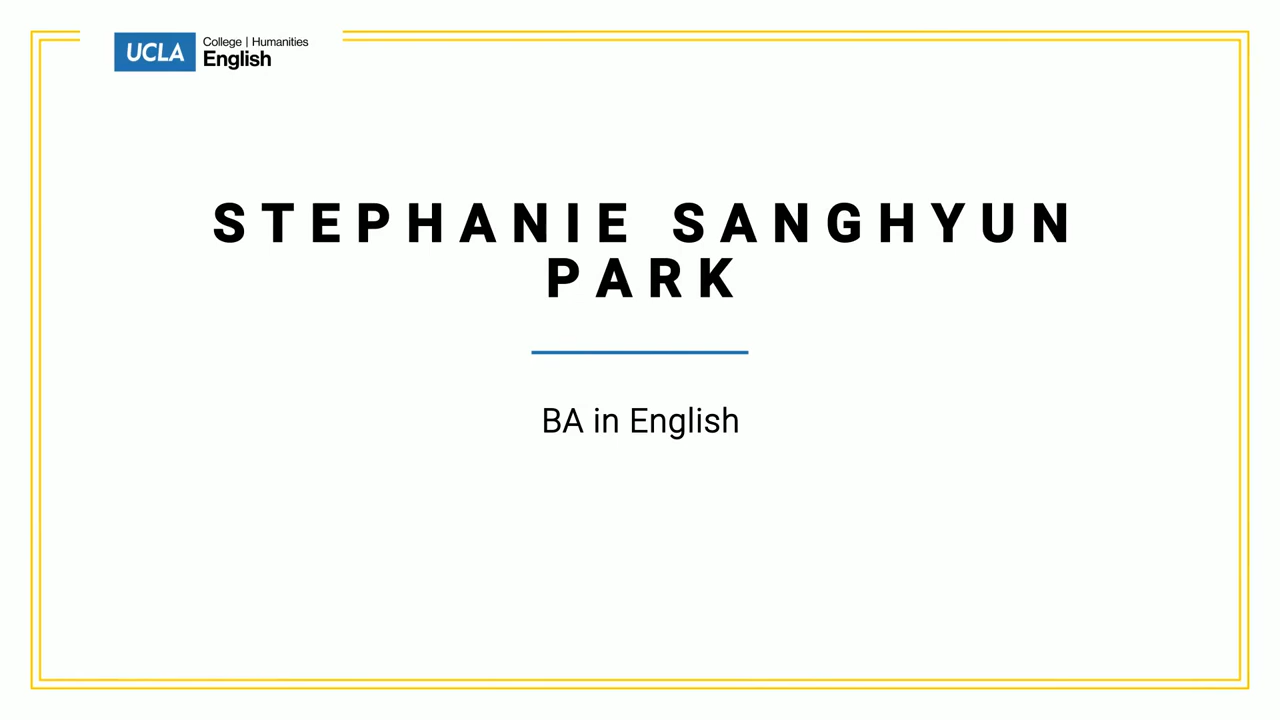 UCLA
College | Humanities
English
STEPHANIE SANGHYUN
PARK
BA in English